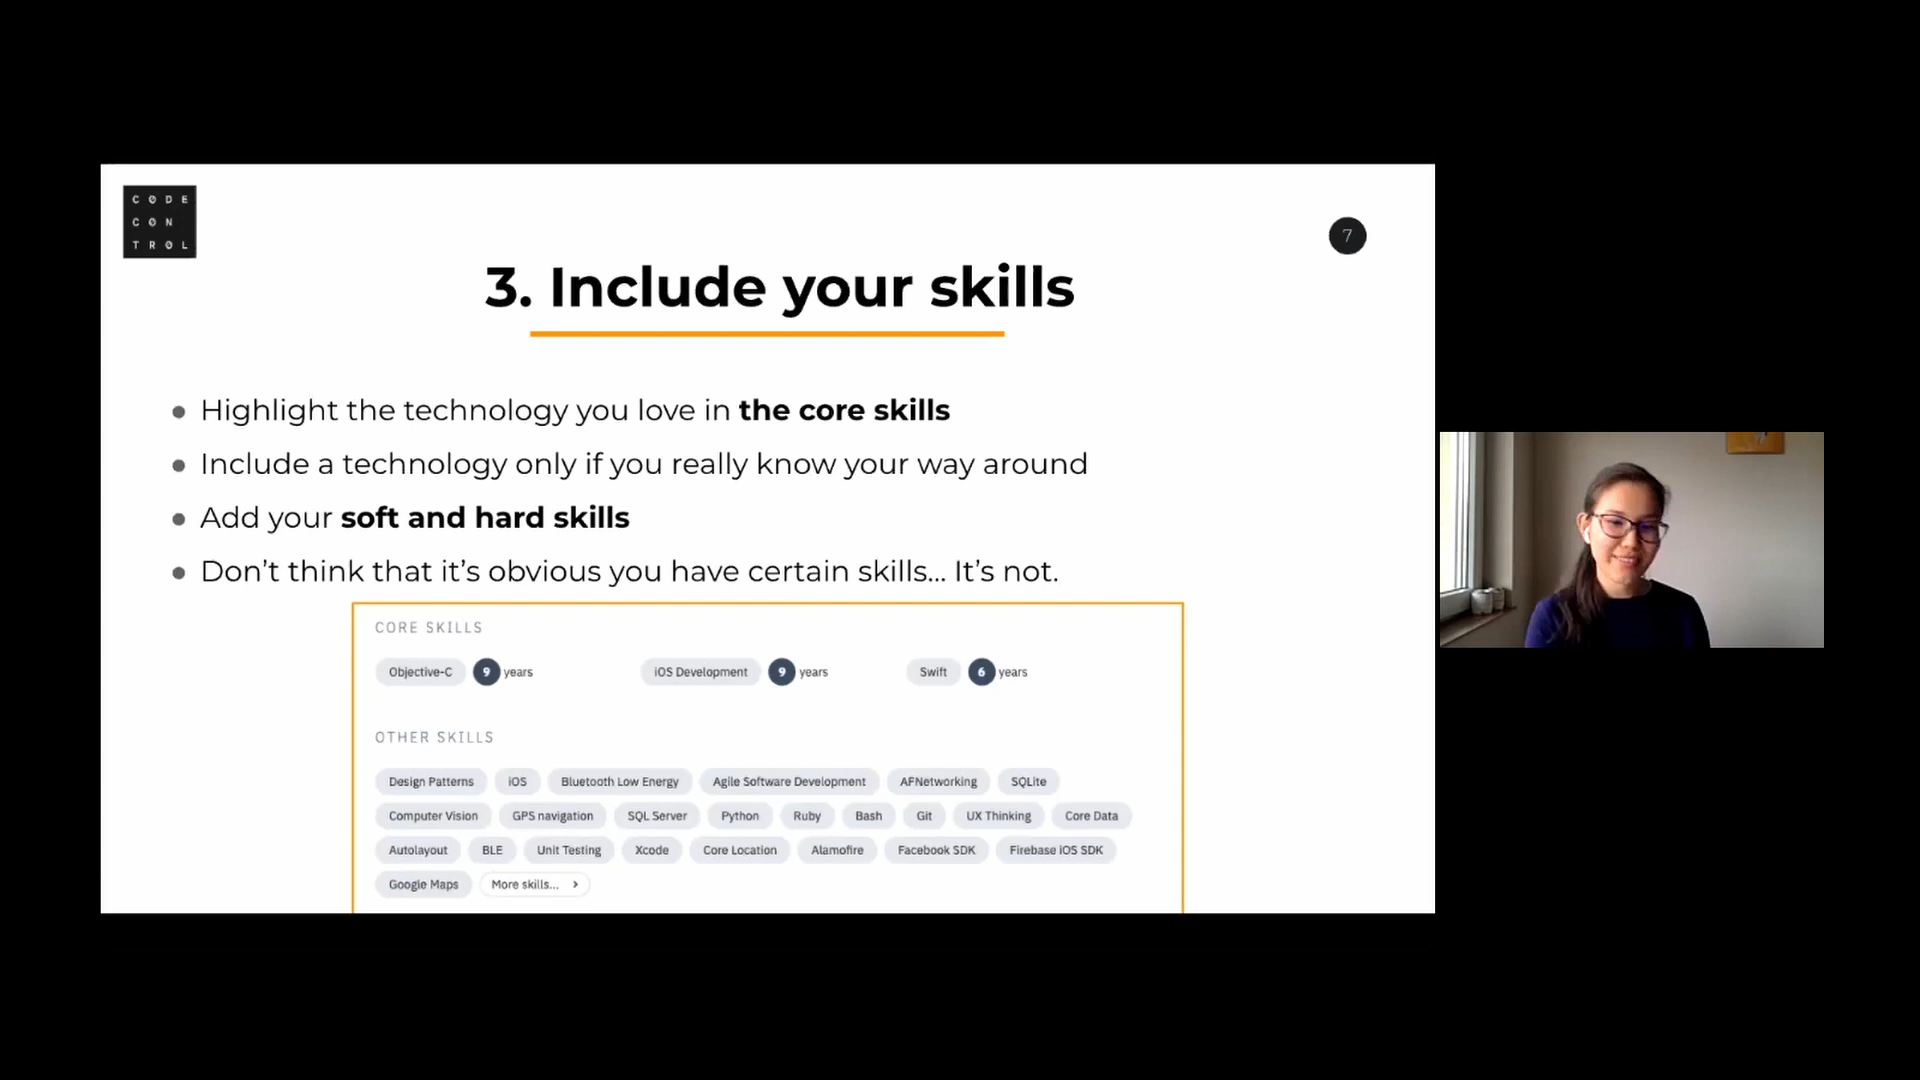 CØDE
CØN
TRØL
7
3. Include your skills
● Highlight the technology you love in the core skills
● Include a technology only if you really know your way around
● Add your soft and hard skills
● Don’t think that it’s obvious you have certain skills... It’s not.
CORE SKILLS
Objective-C 9 years iOS Development 9 years Swift 6 years
OTHER SKILLS
Design Patterns iOS Bluetooth Low Energy Agile Software Development AFNetworking SQLite
Computer Vision GPS navigation SQL Server Python Ruby Bash Git UX Thinking Core Data
Autolayout BLE Unit Testing Xcode Core Location Alamofire Facebook SDK Firebase iOS SDK
Google Maps More skills... >